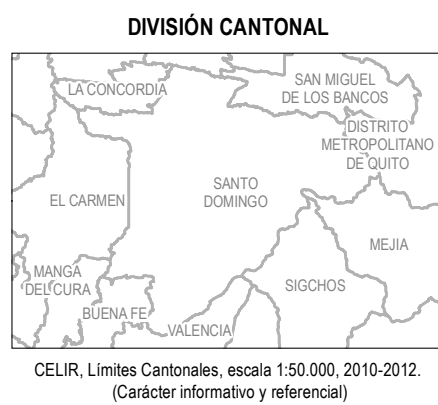 DIVISIÓN CANTONAL
LA CONCORDIA
SAN MIGUEL
DE LOS BANCOS
DISTRITO
METROPOLITANO
DE QUITO
EL CARMEN
SANTO
DOMINGO
MEJIA
MANGA
DEL CURA
SIGCHOS
BUENA FE
VALENCIA
CELIR, Límites Cantonales, escala 1:50.000, 2010-2012.
(Carácter informativo y referencial)